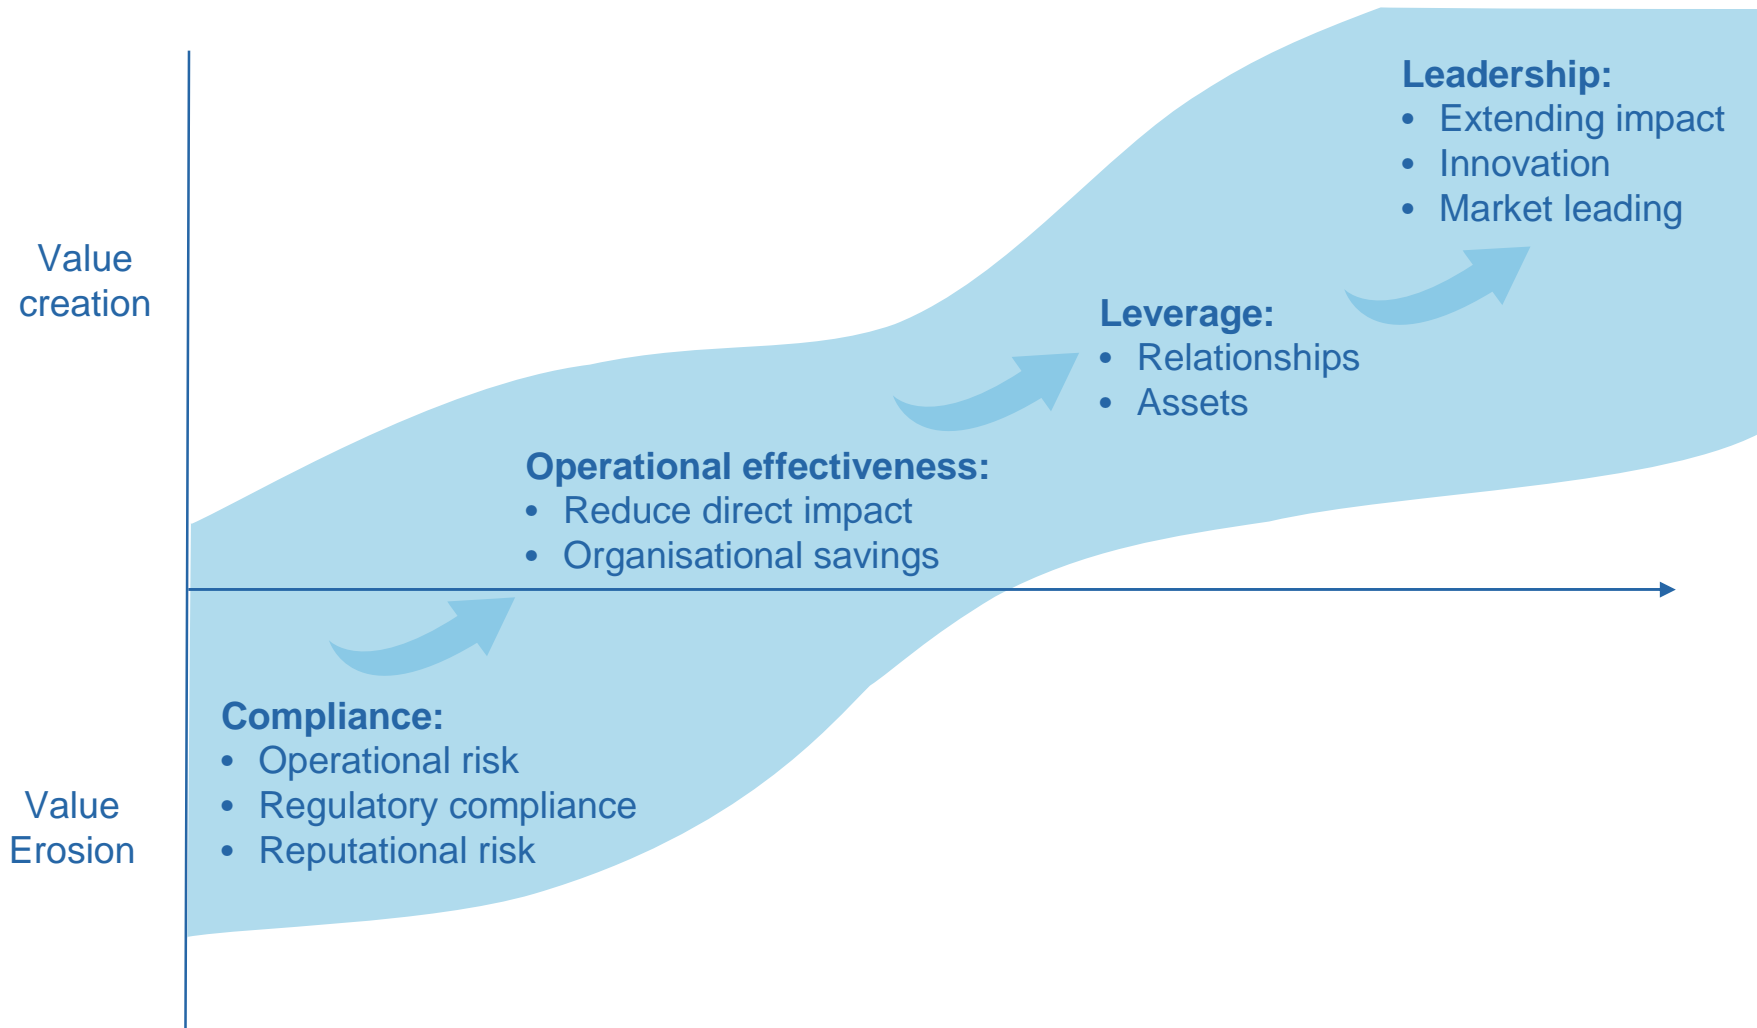 Leadership:
• Extending impact
• Innovation
• Market leading
Value
creation
Leverage:
• Relationships
• Assets
Operational effectiveness:
• Reduce direct impact
• Organisational savings
Compliance:
• Operational risk
• Regulatory compliance
• Reputational risk
Value
Erosion